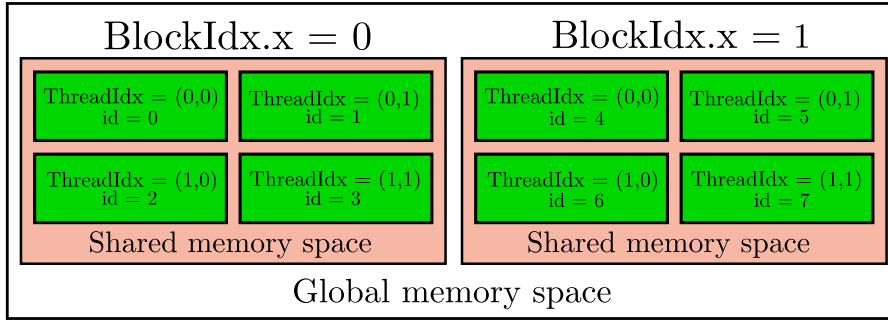 BlockIdx.x = 0
BlockIdx.x = 1
ThreadIdx = (0,0)
id = 0
ThreadIdx = (0,1)
id = 1
ThreadIdx = (0,0)
id = 4
ThreadIdx = (0,1)
id = 5
ThreadIdx = (1,0)
id = 2
ThreadIdx = (1,1)
id = 3
ThreadIdx = (1,0)
id = 6
ThreadIdx = (1,1)
id = 7
Shared memory space
Shared memory space
Global memory space